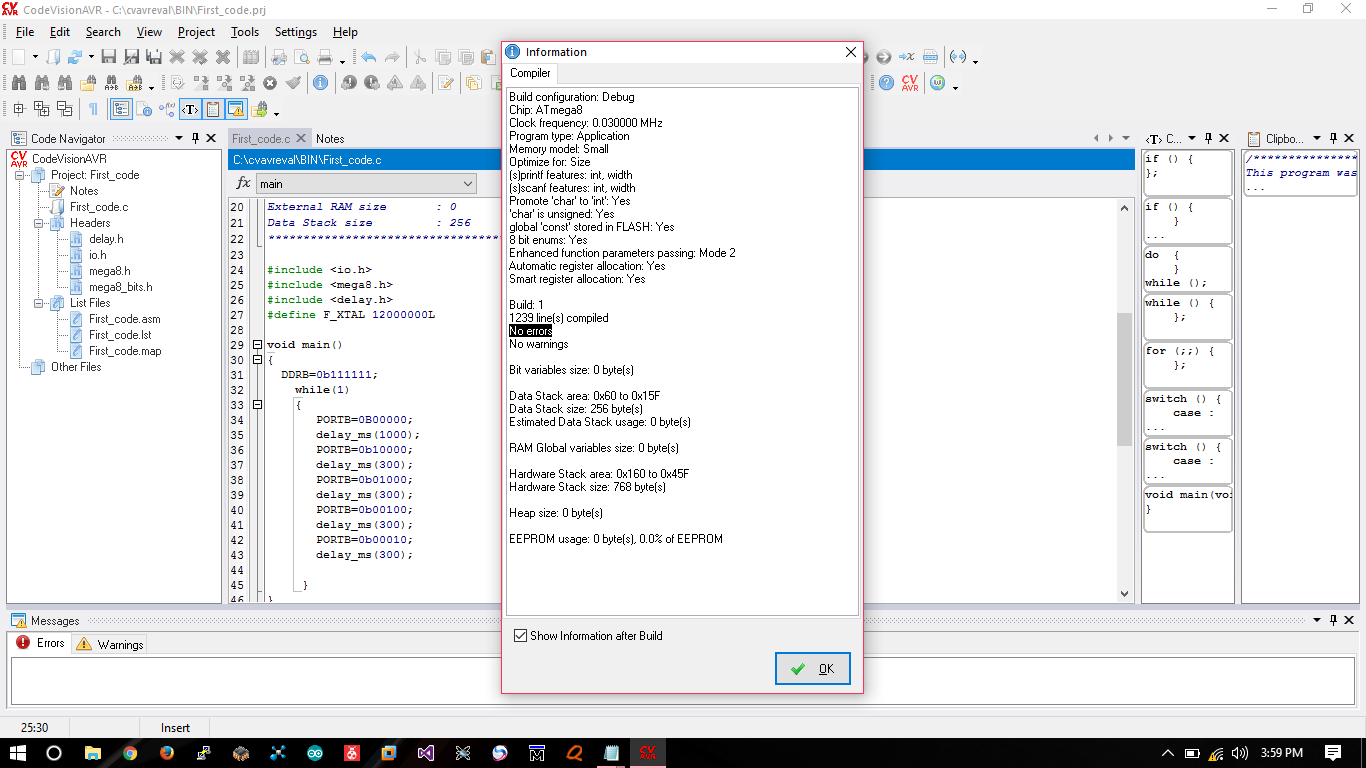 CodeVisionAVR - C:\cvavreval\BIN\First_code.prj
File Edit Search View Project Tools Settings Help
Code Navigator
CodeVisionAVR
Project: First_code
Notes
First_code.c
Headers
delay.h
io.h
mega8.h
mega8_bits.h
List Files
First_code.asm
First_code.lst
First_code.map
Other Files
First_code.c Notes
C:\cvavreval\BIN\First_code.c
fx main
20 External RAM size : 0
21 Data Stack size : 256
22 **********************************
23
24 #include <io.h>
25 #include <mega8.h>
26 #include <delay.h>
27 #define F_XTAL 12000000L
28
29 void main()
30 {
31 DDRB=0b111111;
32 while(1)
33 {
34 PORTB=0B00000;
35 delay_ms(1000);
36 PORTB=0b10000;
37 delay_ms(300);
38 PORTB=0b01000;
39 delay_ms(300);
40 PORTB=0b00100;
41 delay_ms(300);
42 PORTB=0b00010;
43 delay_ms(300);
44
45 }
46 }
Information
Compiler
Build configuration: Debug
Chip: ATmega8
Clock frequency: 0.030000 MHz
Program type: Application
Memory model: Small
Optimize for: Size
(s)printf features: int, width
(s)scanf features: int, width
Promote 'char' to 'int': Yes
'char' is unsigned: Yes
global 'const' stored in FLASH: Yes
8 bit enums: Yes
Enhanced function parameters passing: Mode 2
Automatic register allocation: Yes
Smart register allocation: Yes
Build: 1
1239 line(s) compiled
No errors
No warnings
Bit variables size: 0 byte(s)
Data Stack area: 0x60 to 0x15F
Data Stack size: 256 byte(s)
Estimated Data Stack usage: 0 byte(s)
RAM Global variables size: 0 byte(s)
Hardware Stack area: 0x160 to 0x45F
Hardware Stack size: 768 byte(s)
Heap size: 0 byte(s)
EEPROM usage: 0 byte(s), 0.0% of EEPROM
Show Information after Build
OK
<T> C...
if () {
};
if () {
}
...
do {
}
while ();
while () {
};
for (;;) {
};
switch () {
case :
...
switch () {
case :
...
void main(voi
}
Clipbo...
/***************
This program was
...
Messages
Errors Warnings
25:30 Insert
3:59 PM